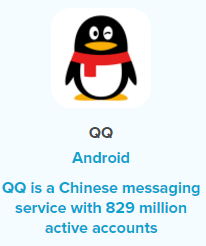 QQ
Android
QQ is a Chinese messaging
service with 829 million
active accounts